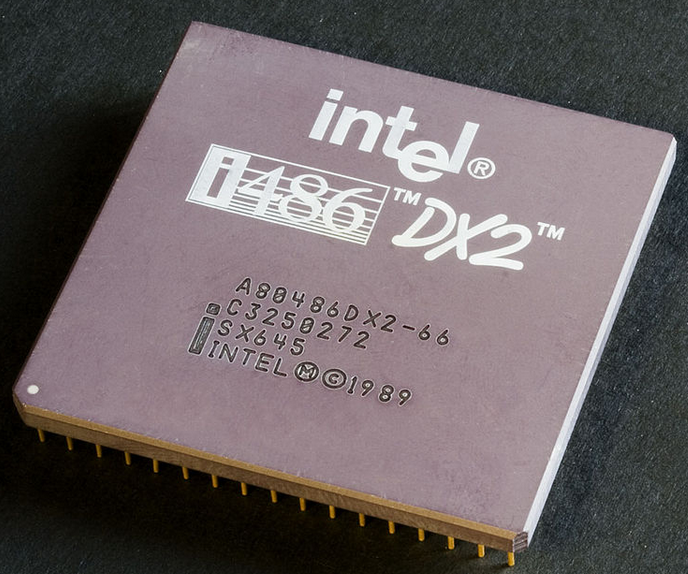 intel®
i486™ DX2™
A80486DX2-66
C3250272
SX645
INTEL Ⓜ©1989